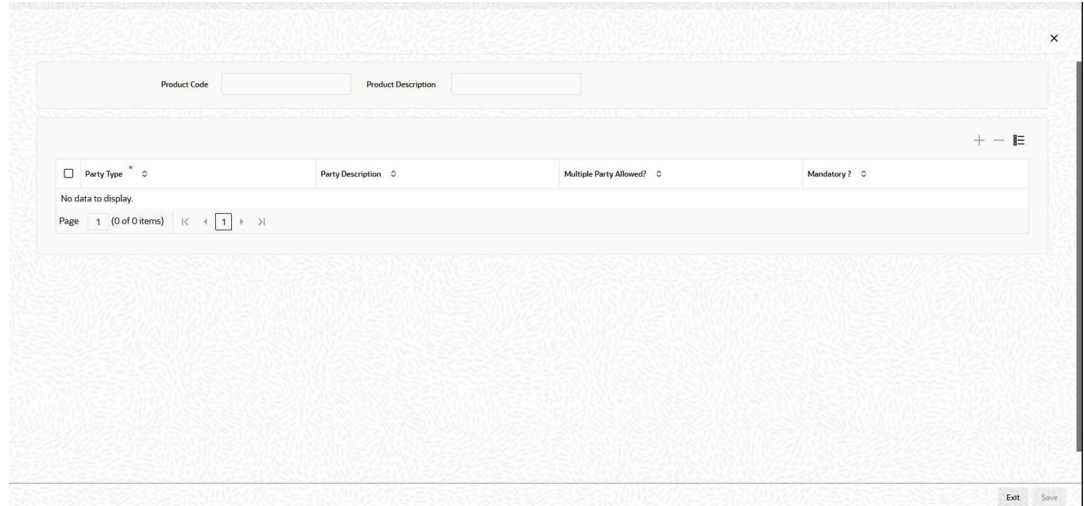 Product Code Product Description
Party Type * Party Description Multiple Party Allowed? Mandatory ?
No data to display.
Page 1 (0 of 0 items) 1
Exit Save